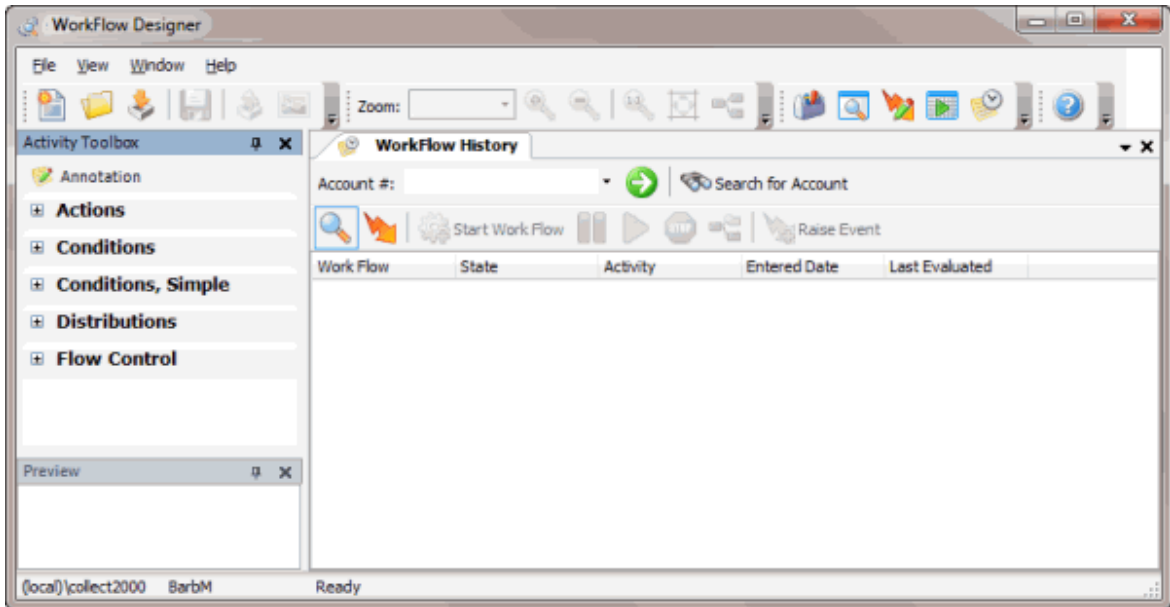 WorkFlow Designer
File View Window Help
Zoom:
Activity Toolbox
WorkFlow History
Annotation
Account #: Search for Account
Actions
Start Work Flow Raise Event
Conditions
Work Flow State Activity Entered Date Last Evaluated
Conditions, Simple
Distributions
Flow Control
Preview
(local)\collect2000 BarbM Ready